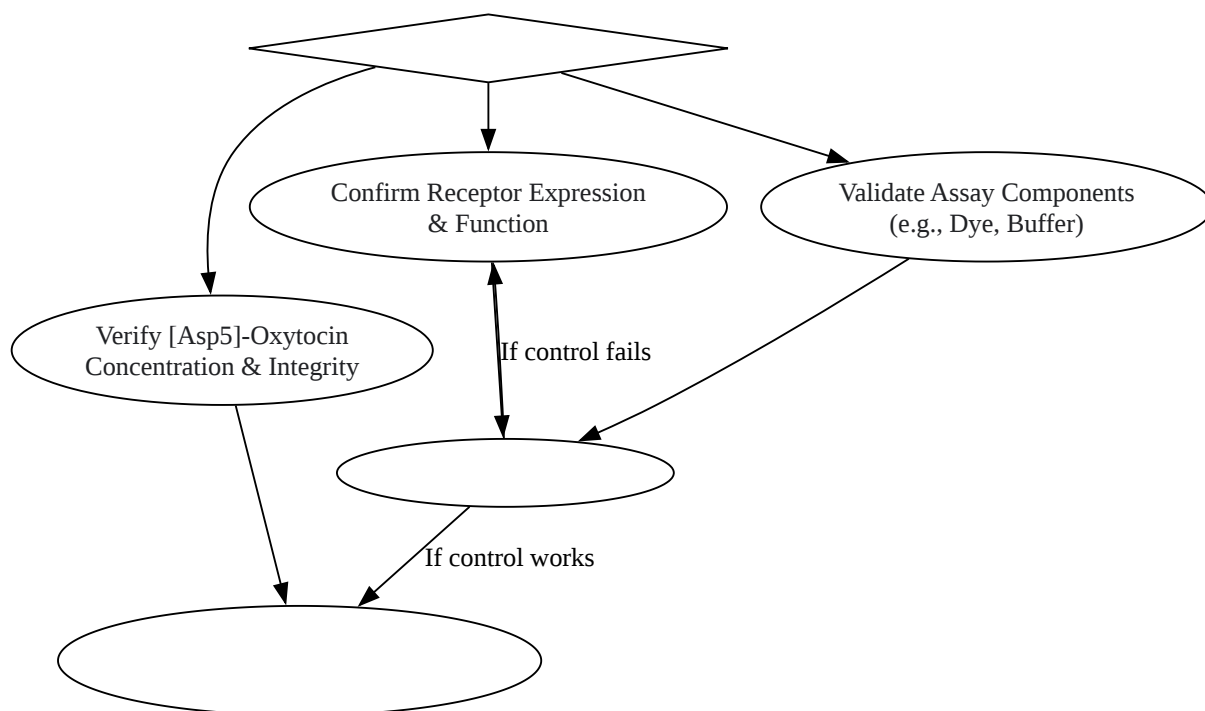 Confirm Receptor Expression
& Function
Validate Assay Components
(e.g., Dye, Buffer)
Verify [Asp5]-Oxytocin
Concentration & Integrity
If control fails
If control works